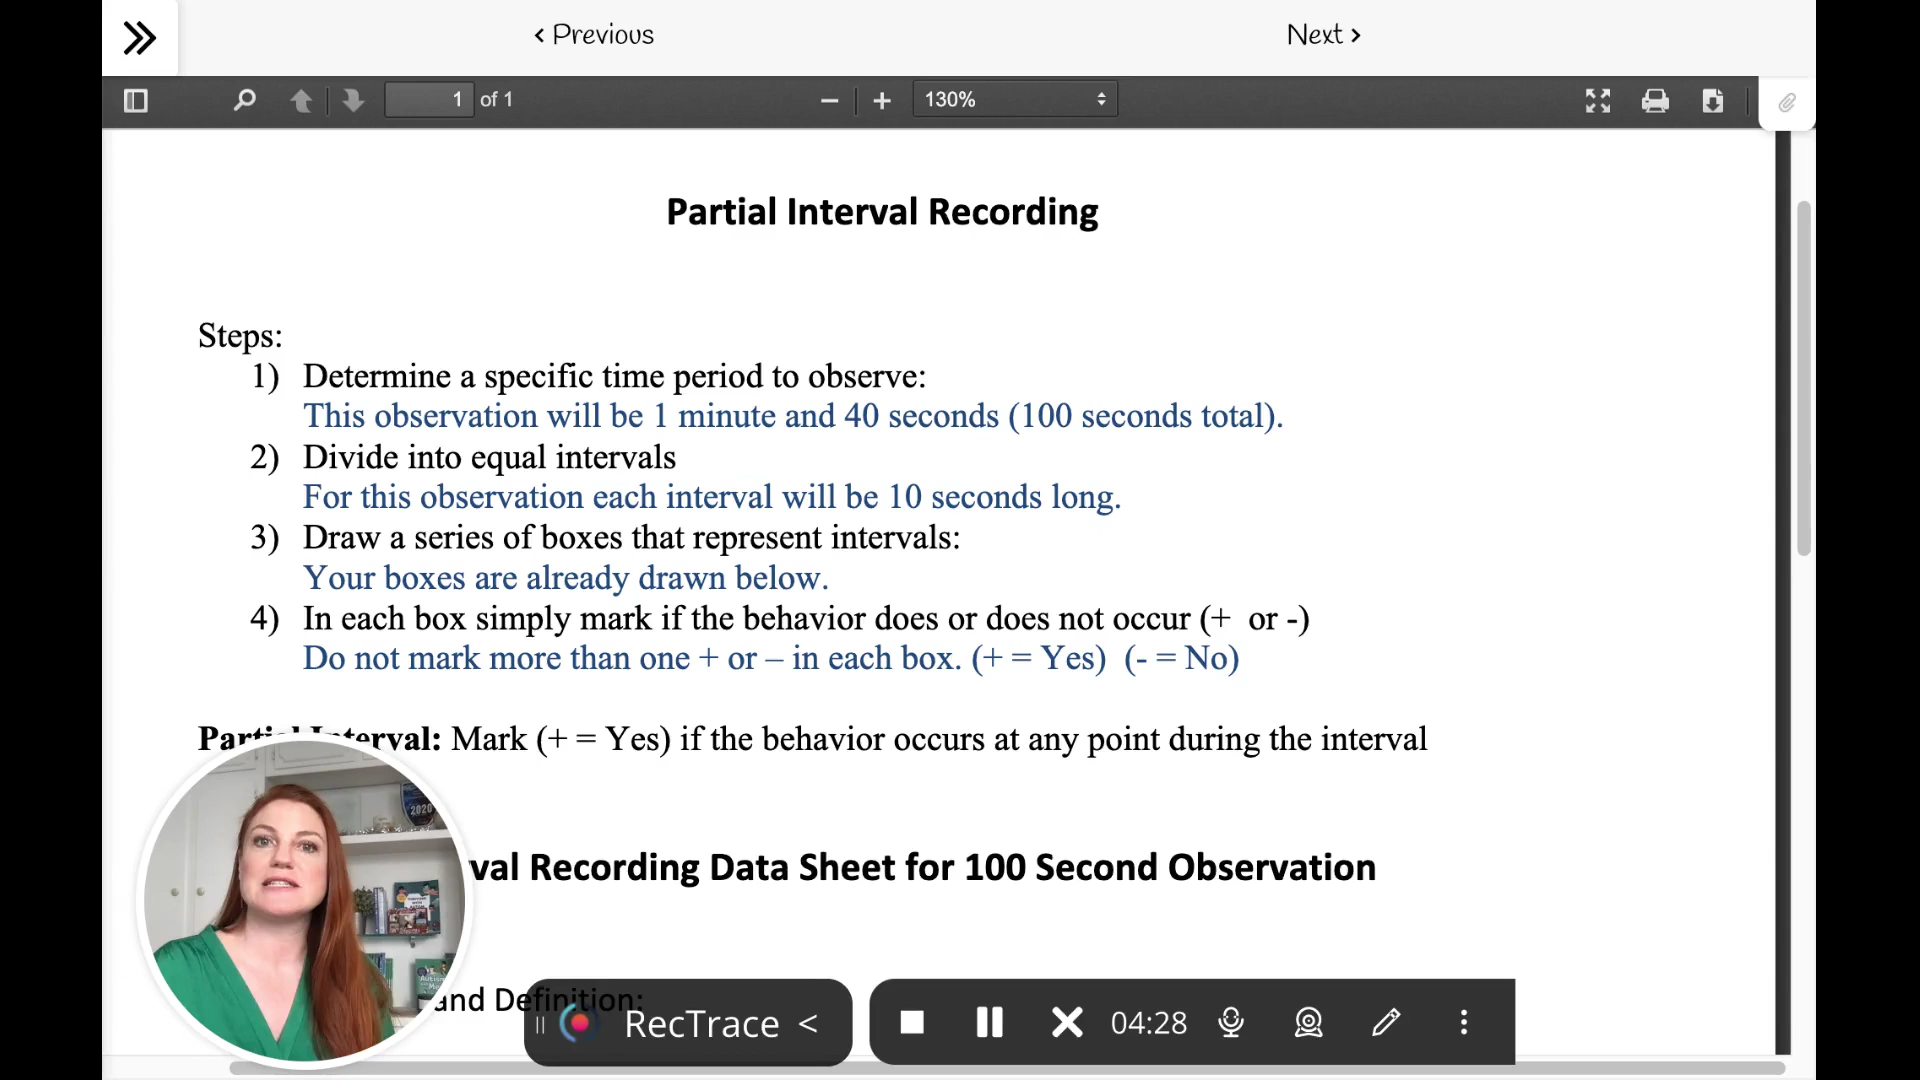 < Previous
Next >
1 of 1
130%
Partial Interval Recording
Steps:
1) Determine a specific time period to observe:
This observation will be 1 minute and 40 seconds (100 seconds total).
2) Divide into equal intervals
For this observation each interval will be 10 seconds long.
3) Draw a series of boxes that represent intervals:
Your boxes are already drawn below.
4) In each box simply mark if the behavior does or does not occur (+ or -)
Do not mark more than one + or – in each box. (+ = Yes) (- = No)
Partial Interval: Mark (+ = Yes) if the behavior occurs at any point during the interval
2020
val Recording Data Sheet for 100 Second Observation
and Definition:
RecTrace <
04:28